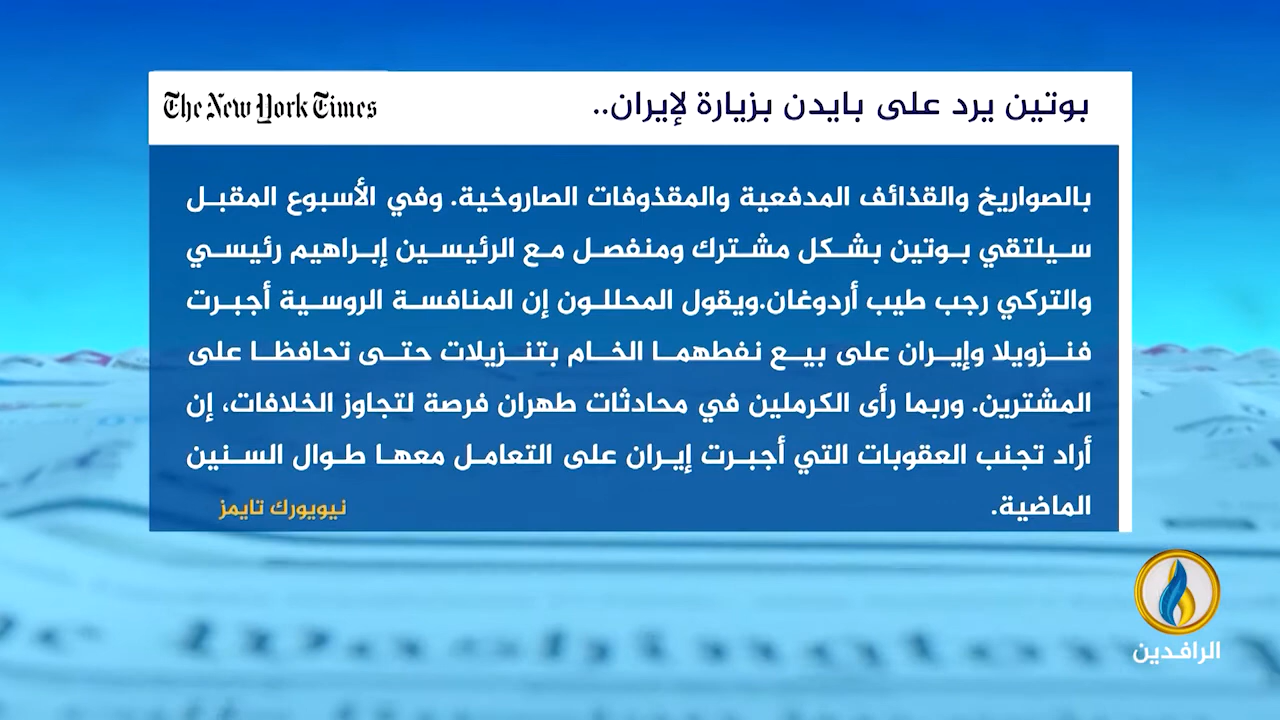 بوتين يرد على بايدن بزيارة لإيران..
The New York Times
بالصواريخ والقذائف المدفعية والمقذوفات الصاروخية. وفي الأسبوع المقبل
سيلتقي بوتين بشكل مشترك ومنفصل مع الرئيسين إبراهيم رئيسي
والتركي رجب طيب أردوغان.ويقول المحللون إن المنافسة الروسية أجبرت
فنزويلا وإيران على بيع نفطهما الخام بتنزيلات حتى تحافظا على
المشترين. وربما رأى الكرملين في محادثات طهران فرصة لتجاوز الخلافات، إن
أراد تجنب العقوبات التي أجبرت إيران على التعامل معها طوال السنين
الماضية.
نيويورك تايمز
الرافدين